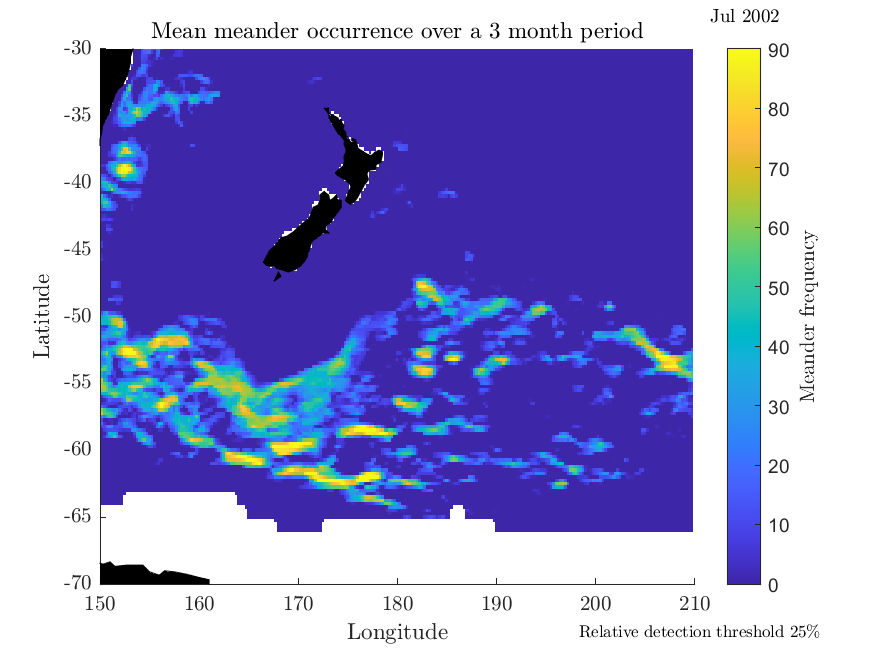 Jul 2002
Mean meander occurrence over a 3 month period
-30
-35
-40
-45
-50
-55
-60
-65
-70
Latitude
150 160 170 180 190 200 210
Longitude
90
80
70
60
50
40
30
20
10
0
Meander frequency
Relative detection threshold 25%